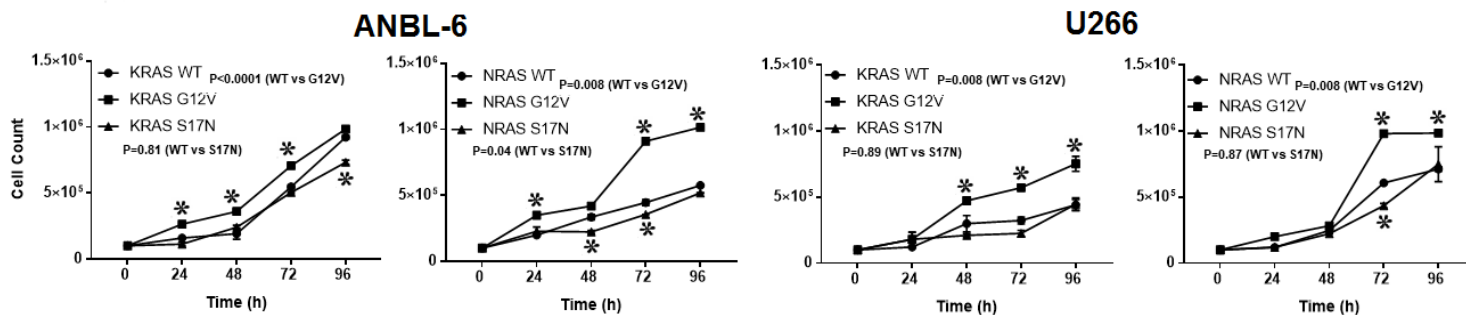 ANBL-6
U266
Cell Count
1.5×10⁶
1×10⁶
5×10⁵
0
KRAS WT P<0.0001 (WT vs G12V)
KRAS G12V
KRAS S17N
P=0.81 (WT vs S17N)
*
*
*
*
0 24 48 72 96
Time (h)
1.5×10⁶
1×10⁶
5×10⁵
0
NRAS WT P=0.008 (WT vs G12V)
NRAS G12V
NRAS S17N
P=0.04 (WT vs S17N)
*
*
*
*
*
0 24 48 72 96
Time (h)
1.5×10⁶
1×10⁶
5×10⁵
0
KRAS WT P=0.008 (WT vs G12V)
KRAS G12V
KRAS S17N
P=0.89 (WT vs S17N)
*
*
*
0 24 48 72 96
Time (h)
1.5×10⁶
1×10⁶
5×10⁵
0
NRAS WT P=0.008 (WT vs G12V)
NRAS G12V
NRAS S17N
P=0.87 (WT vs S17N)
*
*
*
0 24 48 72 96
Time (h)